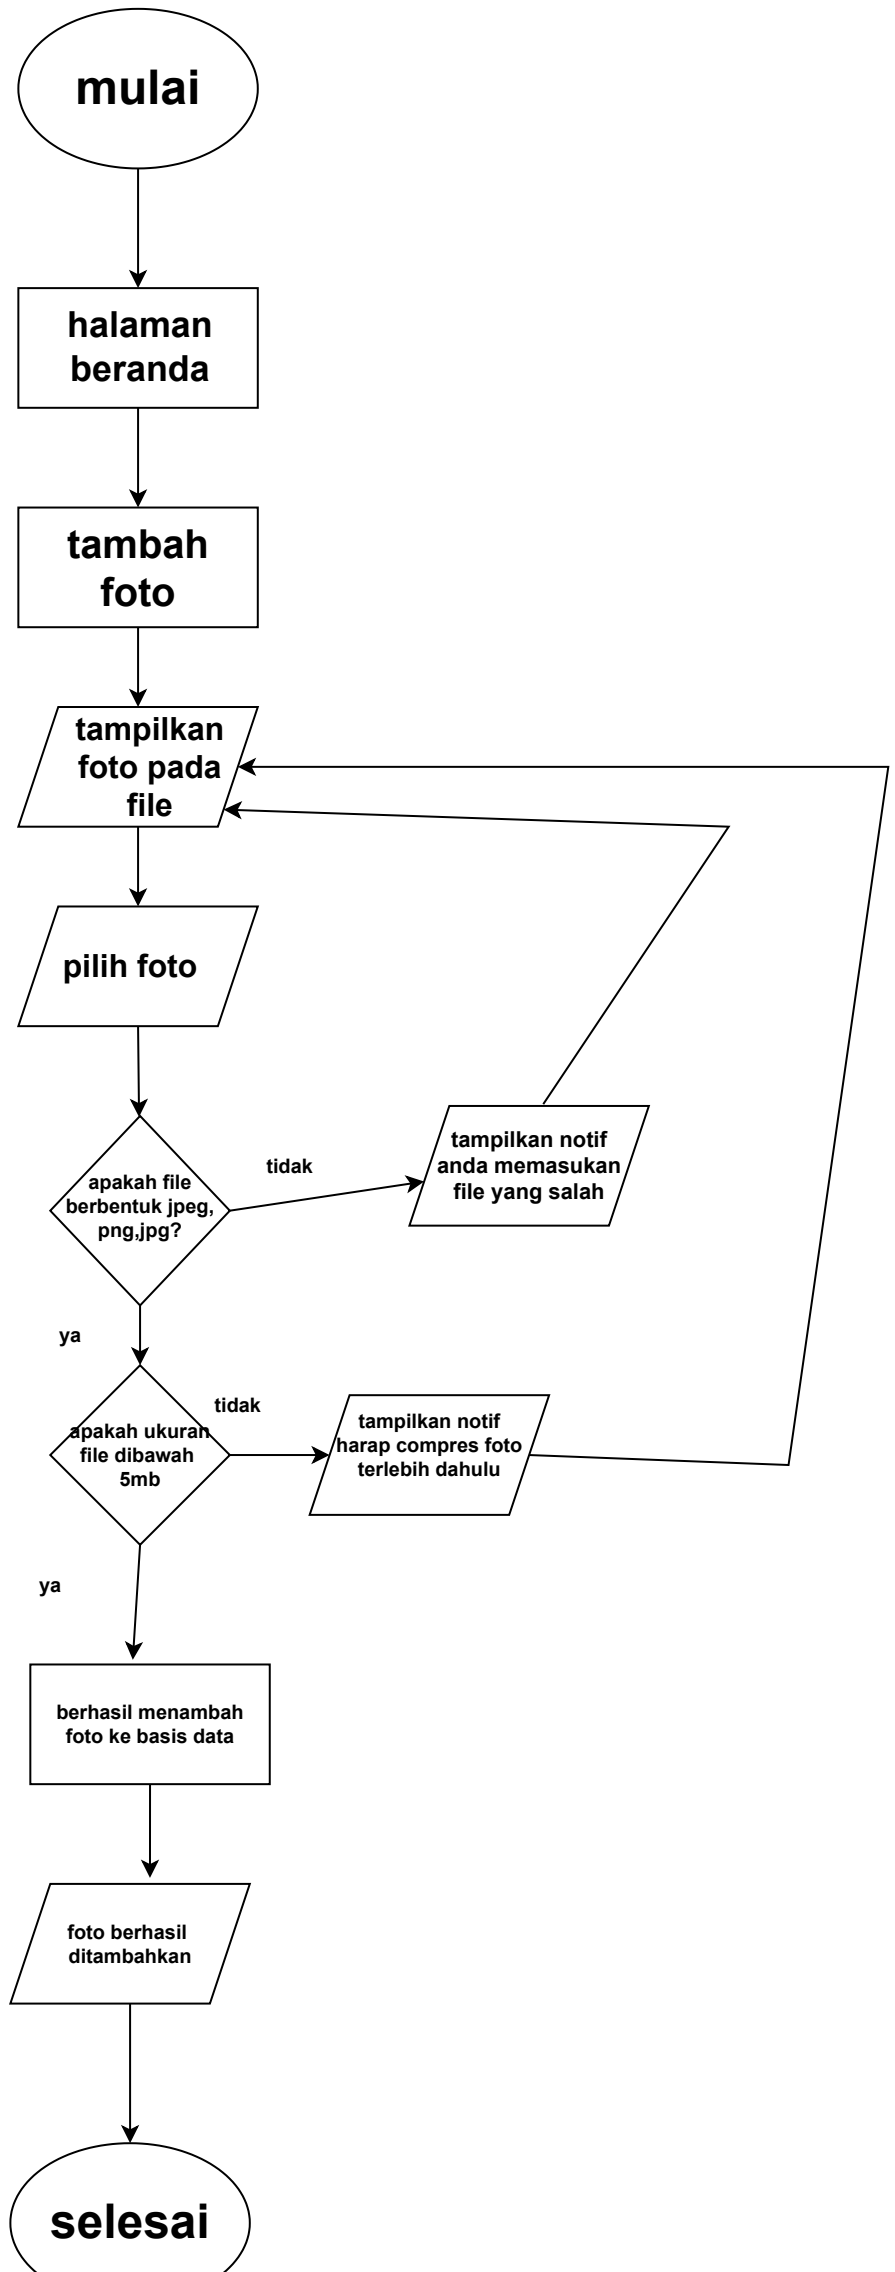 mulai
halaman
beranda
tambah
foto
tampilkan
foto pada
file
pilih foto
apakah file
berbentuk jpeg,
png,jpg?
tidak
tampilkan notif
anda memasukan
file yang salah
ya
apakah ukuran
file dibawah
5mb
tidak
tampilkan notif
harap compres foto
terlebih dahulu
ya
berhasil menambah
foto ke basis data
foto berhasil
ditambahkan
selesai